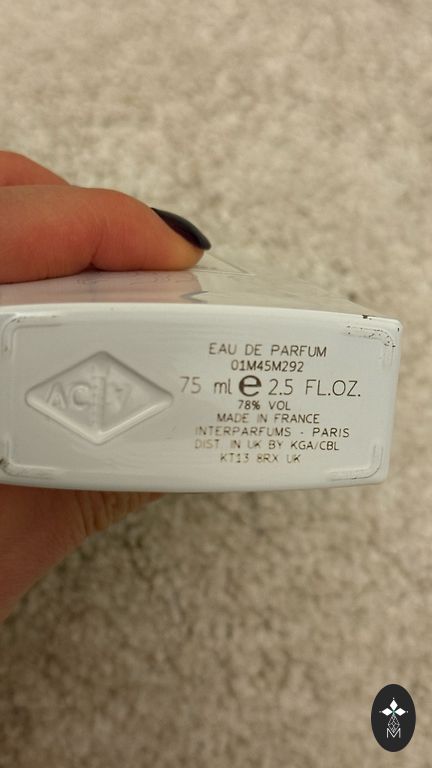 EAU DE PARFUM
01M45M292
75 ml e 2.5 FL.OZ.
78% VOL
MADE IN FRANCE
INTERPARFUMS - PARIS
DIST. IN UK BY KGA/CBL
KT13 8RX UK
M